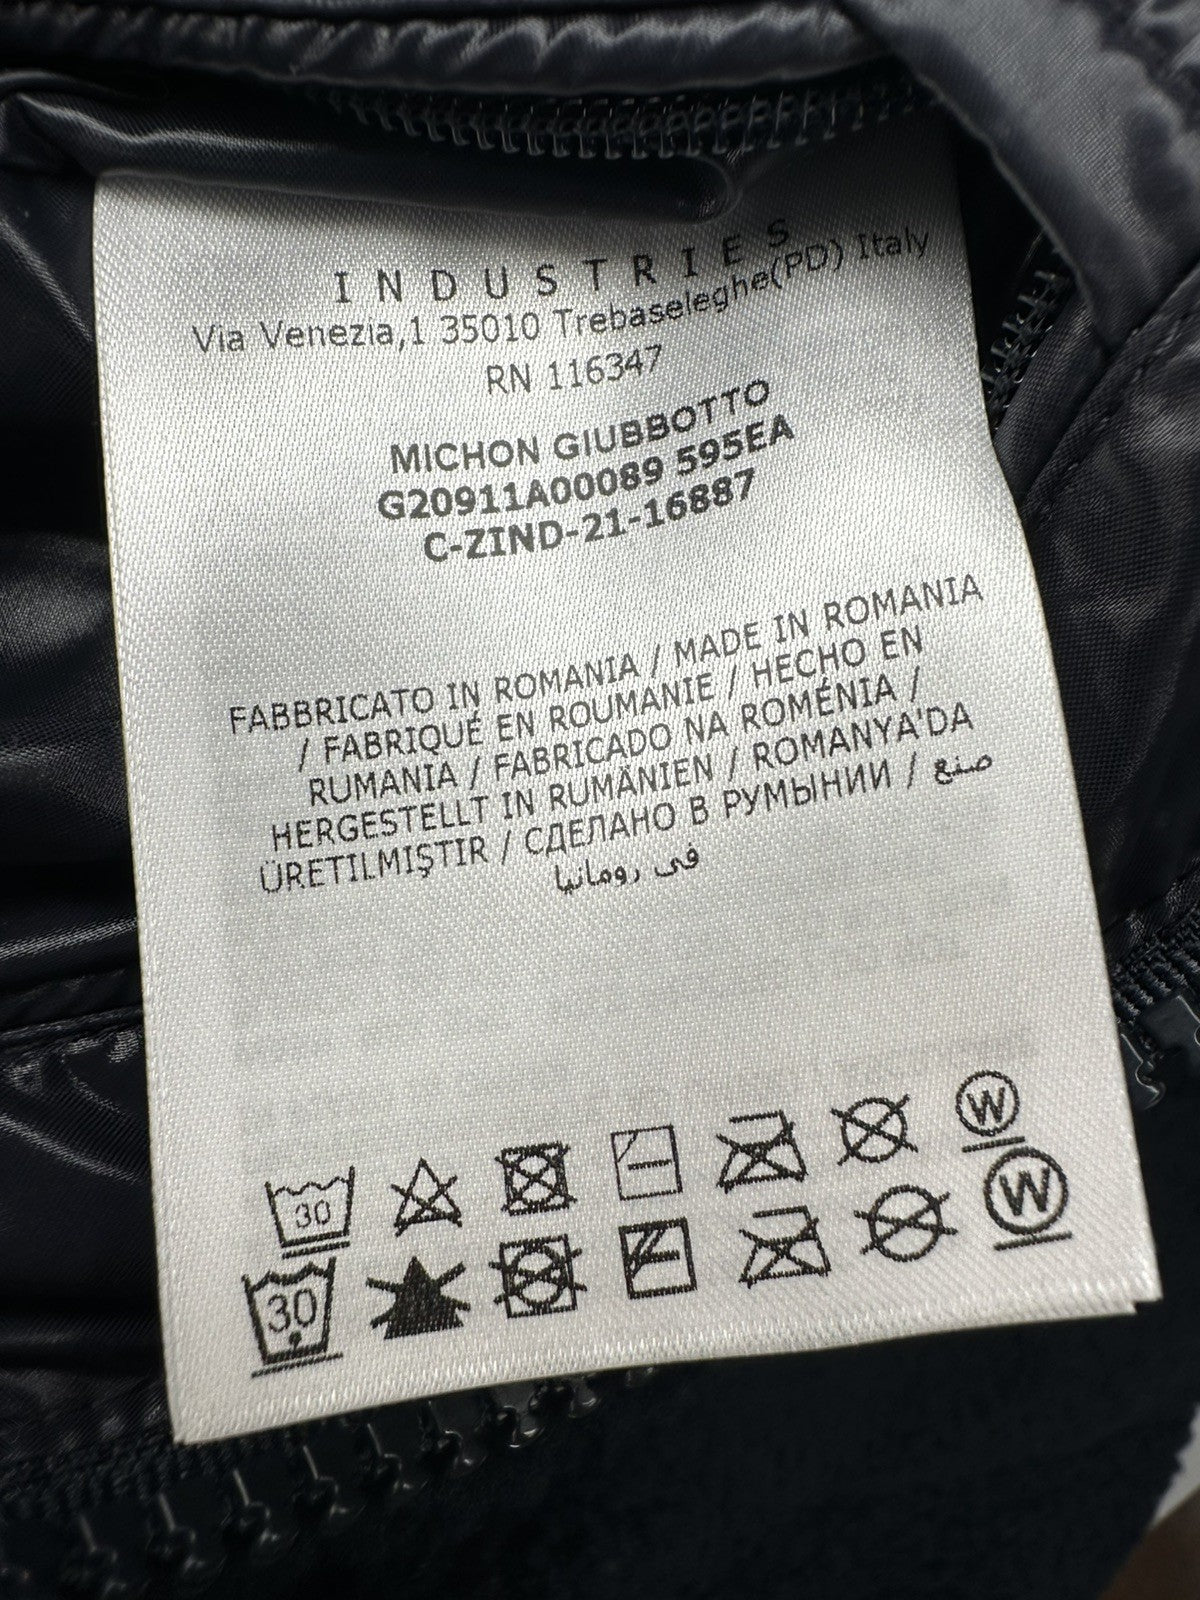 INDUSTRIES
Via Venezia,1 35010 Trebaseleghe(PD) Italy
RN 116347
MICHON GIUBBOTTO
G20911A00089 595EA
C-ZIND-21-16887
FABBRICATO IN ROMANIA / MADE IN ROMANIA
/ FABRIQUÉ EN ROUMANIE / HECHO EN
RUMANIA / FABRICADO NA ROMÉNIA /
HERGESTELLT IN RUMÄNIEN / ROMANYA'DA
ÜRETILMIŞTIR / СДЕЛАНО В РУМЫНИИ / صنع
في رومانيا
30 W
30 W